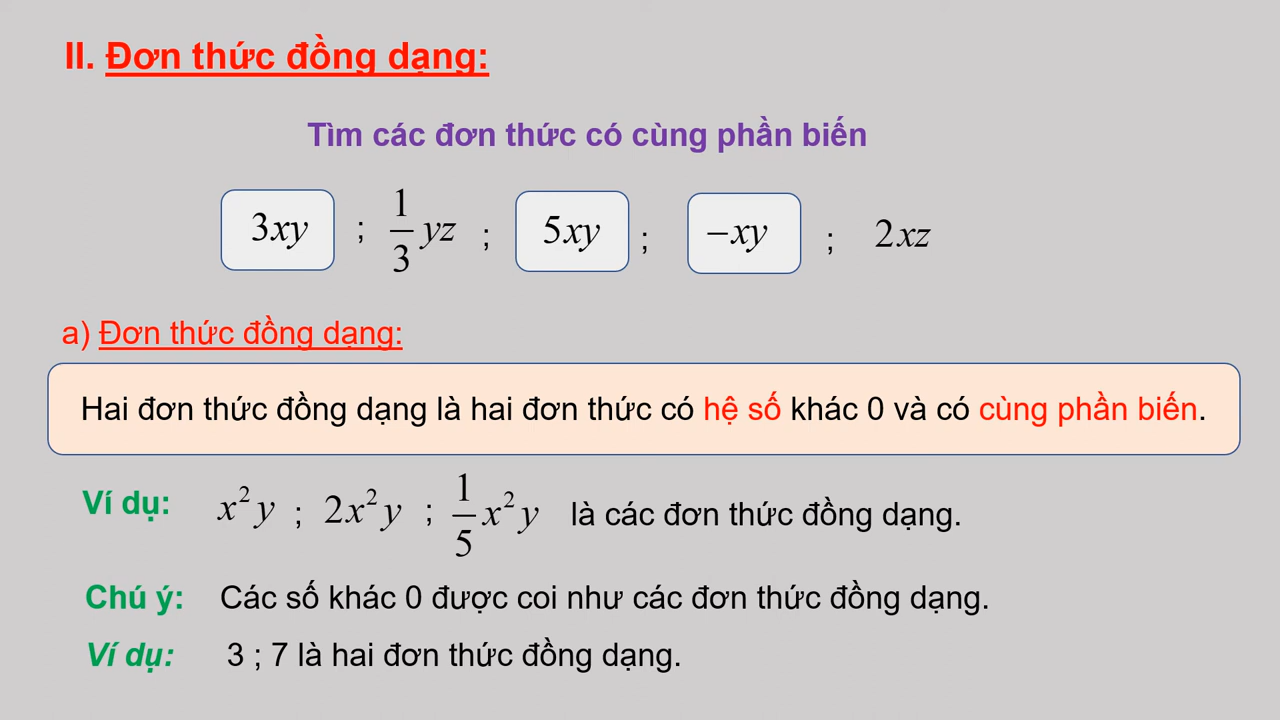 II. Đơn thức đồng dạng:
Tìm các đơn thức có cùng phần biến
3xy ; 1/3 yz ; 5xy ; −xy ; 2xz
a) Đơn thức đồng dạng:
Hai đơn thức đồng dạng là hai đơn thức có hệ số khác 0 và có cùng phần biến.
Ví dụ: x²y ; 2x²y ; 1/5 x²y là các đơn thức đồng dạng.
Chú ý: Các số khác 0 được coi như các đơn thức đồng dạng.
Ví dụ: 3 ; 7 là hai đơn thức đồng dạng.